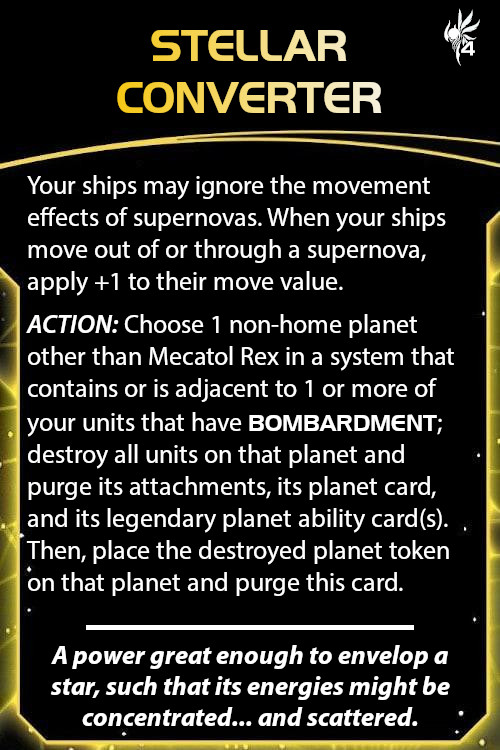 STELLAR
CONVERTER
4
Your ships may ignore the movement
effects of supernovas. When your ships
move out of or through a supernova,
apply +1 to their move value.
ACTION: Choose 1 non-home planet
other than Mecatol Rex in a system that
contains or is adjacent to 1 or more of
your units that have BOMBARDMENT;
destroy all units on that planet and
purge its attachments, its planet card,
and its legendary planet ability card(s).
Then, place the destroyed planet token
on that planet and purge this card.
A power great enough to envelop a
star, such that its energies might be
concentrated... and scattered.